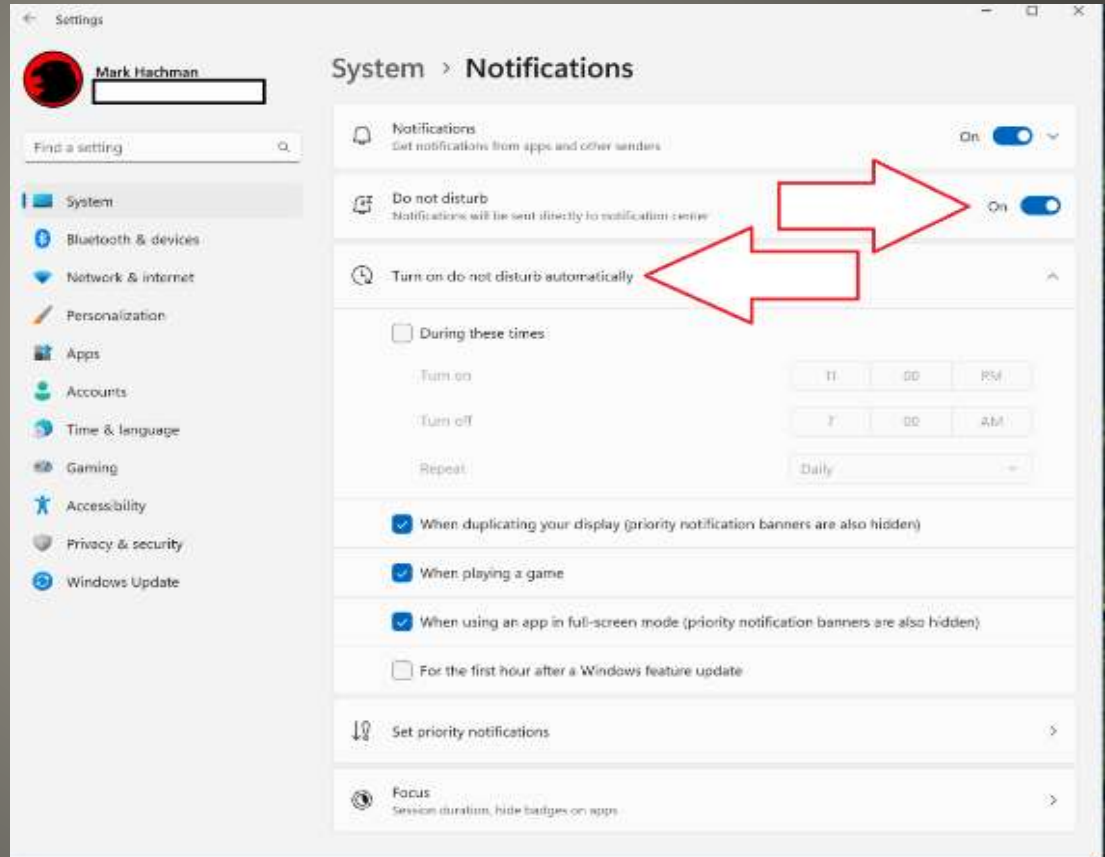 Settings
Mark Hachman
Find a setting
System
Bluetooth & devices
Network & internet
Personalization
Apps
Accounts
Time & language
Gaming
Accessibility
Privacy & security
Windows Update
System > Notifications
Notifications
On
Get notifications from apps and other senders
Do not disturb
On
Notifications will be sent directly to notification center
Turn on do not disturb automatically
During these times
Turn on
11 00 PM
Turn off
7 00 AM
Repeat
Daily
When duplicating your display (priority notification banners are also hidden)
When playing a game
When using an app in full-screen mode (priority notification banners are also hidden)
For the first hour after a Windows feature update
Set priority notifications
Focus
Session duration, hide badges on apps